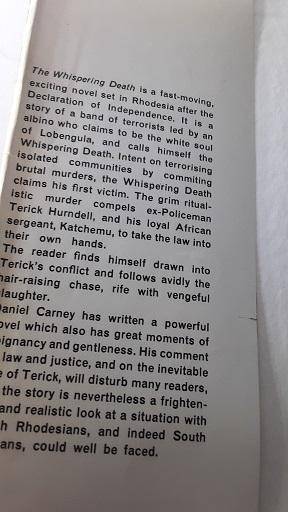 The Whispering Death is a fast-moving,
exciting novel set in Rhodesia after the
Declaration of Independence. It is a
story of a band of terrorists led by an
albino who claims to be the white soul
of Lobengula, and calls himself the
Whispering Death. Intent on terrorising
isolated communities by commiting
brutal murders, the Whispering Death
claims his first victim. The grim ritual-
istic murder compels ex-Policeman
Terick Hurndell, and his loyal African
sergeant, Katchemu, to take the law into
their own hands.
The reader finds himself drawn into
Terick's conflict and follows avidly the
hair-raising chase, rife with vengeful
laughter.
aniel Carney has written a powerful
ovel which also has great moments of
ignancy and gentleness. His comment
law and justice, and on the inevitable
e of Terick, will disturb many readers,
the story is nevertheless a frighten-
and realistic look at a situation with
h Rhodesians, and indeed South
ans, could well be faced.